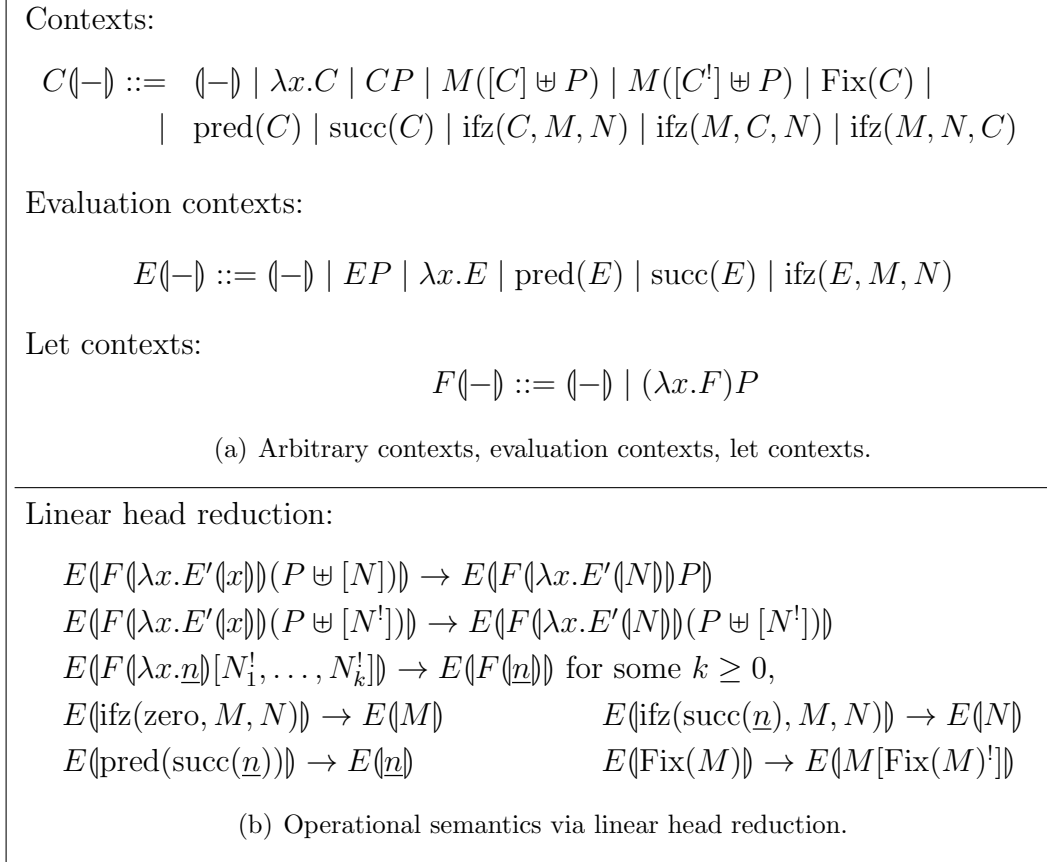 Contexts:
C⦇−⦈ ::= ⦇−⦈ | λx.C | CP | M([C] ⊎ P) | M([C^!] ⊎ P) | Fix(C) |
| pred(C) | succ(C) | ifz(C, M, N) | ifz(M, C, N) | ifz(M, N, C)
Evaluation contexts:
E⦇−⦈ ::= ⦇−⦈ | EP | λx.E | pred(E) | succ(E) | ifz(E, M, N)
Let contexts:
F⦇−⦈ ::= ⦇−⦈ | (λx.F)P
(a) Arbitrary contexts, evaluation contexts, let contexts.
Linear head reduction:
E⦇F⦇λx.E′⦇x⦈⦈(P ⊎ [N])⦈ → E⦇F⦇λx.E′⦇N⦈⦈P⦈
E⦇F⦇λx.E′⦇x⦈⦈(P ⊎ [N^!])⦈ → E⦇F⦇λx.E′⦇N⦈⦈(P ⊎ [N^!])⦈
E⦇F⦇λx.n̲⦈[N_1^!, . . . , N_k^!]⦈ → E⦇F⦇n̲⦈⦈ for some k ≥ 0,
E⦇ifz(zero, M, N)⦈ → E⦇M⦈ E⦇ifz(succ(n̲), M, N)⦈ → E⦇N⦈
E⦇pred(succ(n̲))⦈ → E⦇n̲⦈ E⦇Fix(M)⦈ → E⦇M[Fix(M)^!]⦈
(b) Operational semantics via linear head reduction.